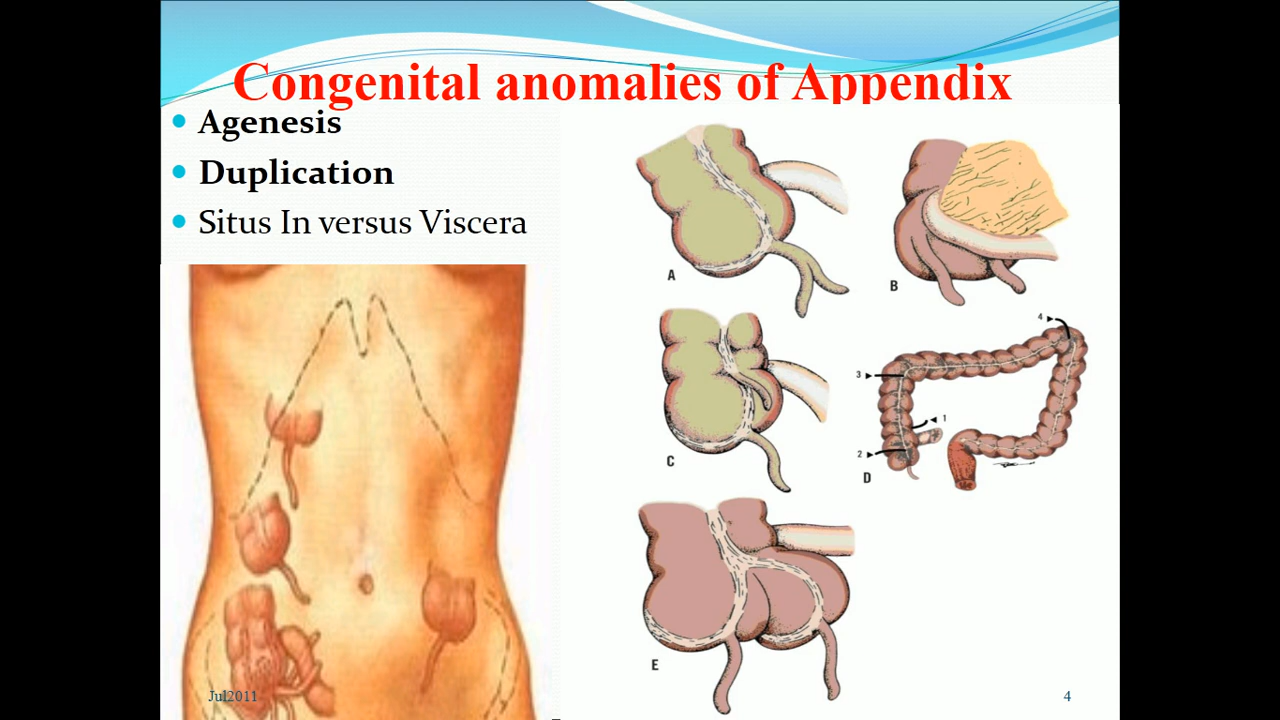 Congenital anomalies of Appendix
Agenesis
Duplication
Situs In versus Viscera
A
B
C
4
3
1
2
D
E
Jul2011
4